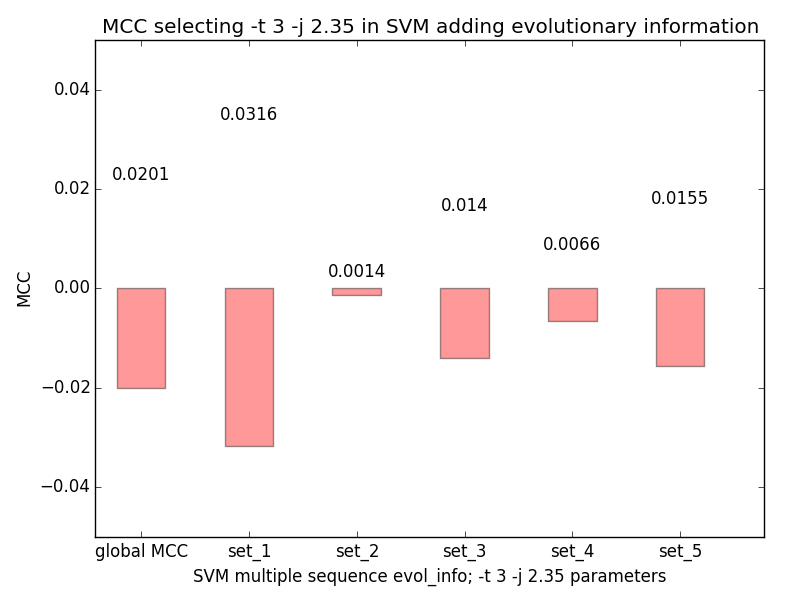 MCC selecting -t 3 -j 2.35 in SVM adding evolutionary information
0.04
0.02
0.00
−0.02
−0.04
MCC
0.0201
0.0316
0.0014
0.014
0.0066
0.0155
global MCC
set_1
set_2
set_3
set_4
set_5
SVM multiple sequence evol_info; -t 3 -j 2.35 parameters